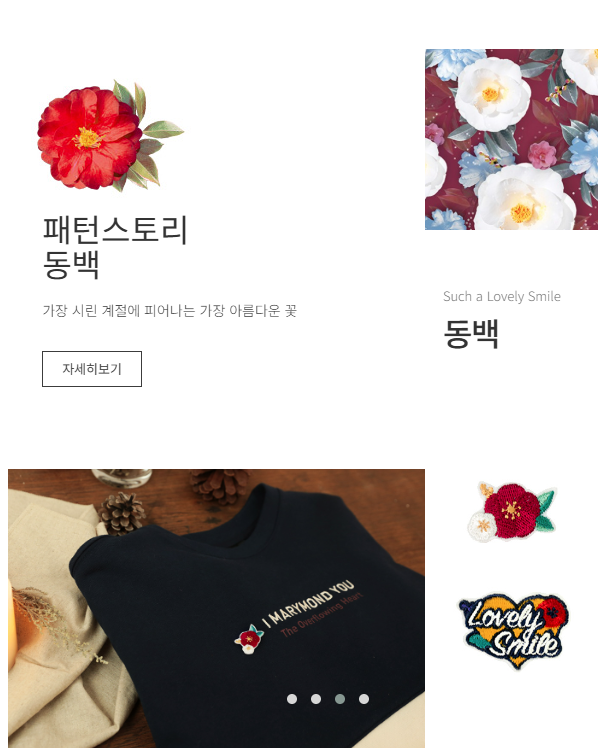 패턴스토리
동백
가장 시린 계절에 피어나는 가장 아름다운 꽃
자세히보기
Such a Lovely Smile
동백
I MARYMOND YOU
The Overflowing Heart
Lovely
Smile